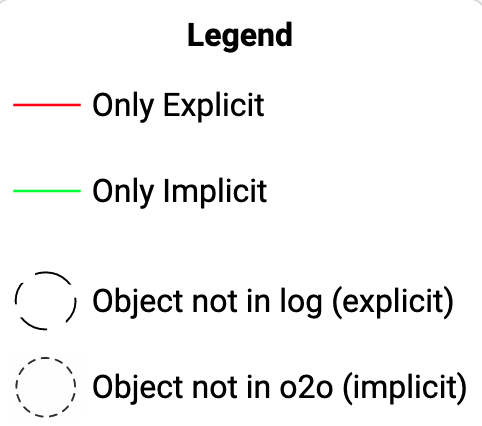 Legend
Only Explicit
Only Implicit
Object not in log (explicit)
Object not in o2o (implicit)